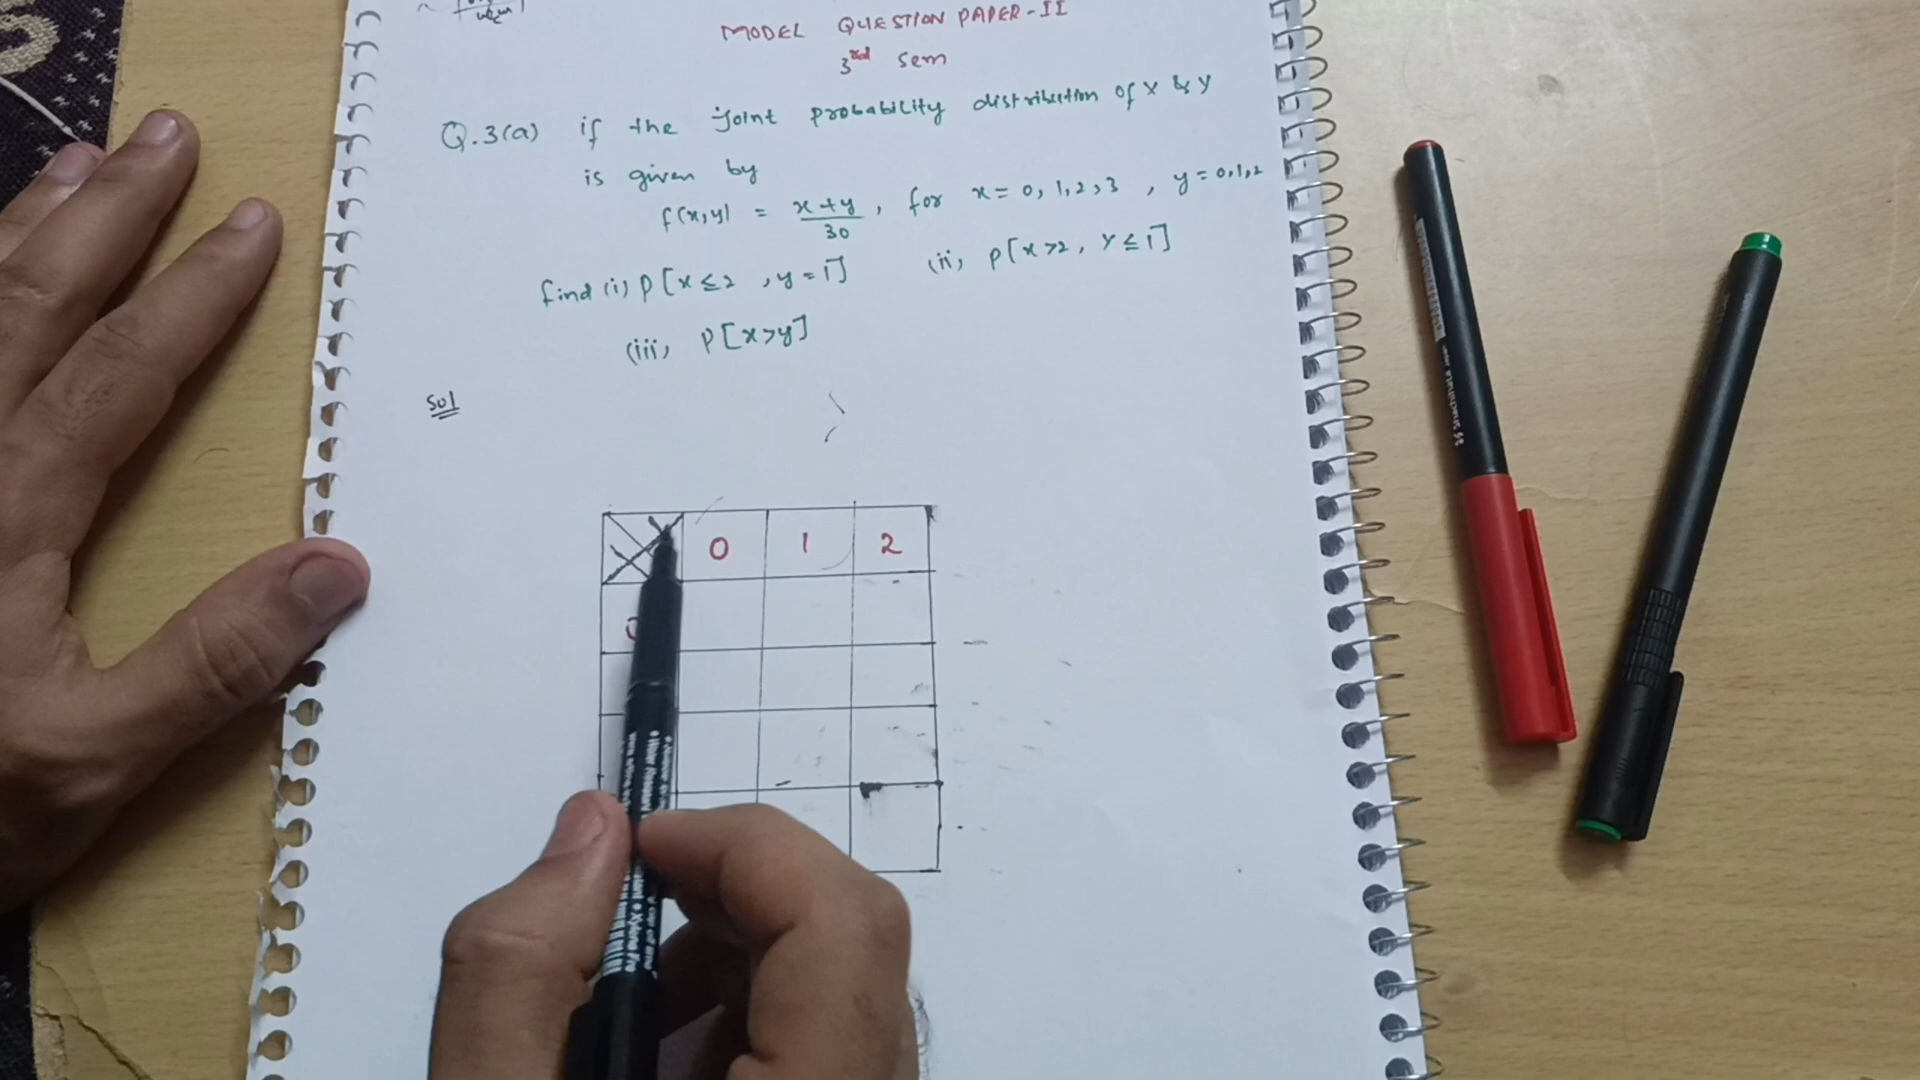 MODEL QUESTION PAPER-II
3rd sem
Q.3(a) if the joint probability distribution of X & Y
is given by
f(x,y) = x+y/30, for x = 0, 1, 2, 3 , y = 0,1,2
find (i) P[x ≤ 2 , y = 1] (ii) P[x > 2, Y ≤ 1]
(iii) P[x > y]
Sol
0 1 2